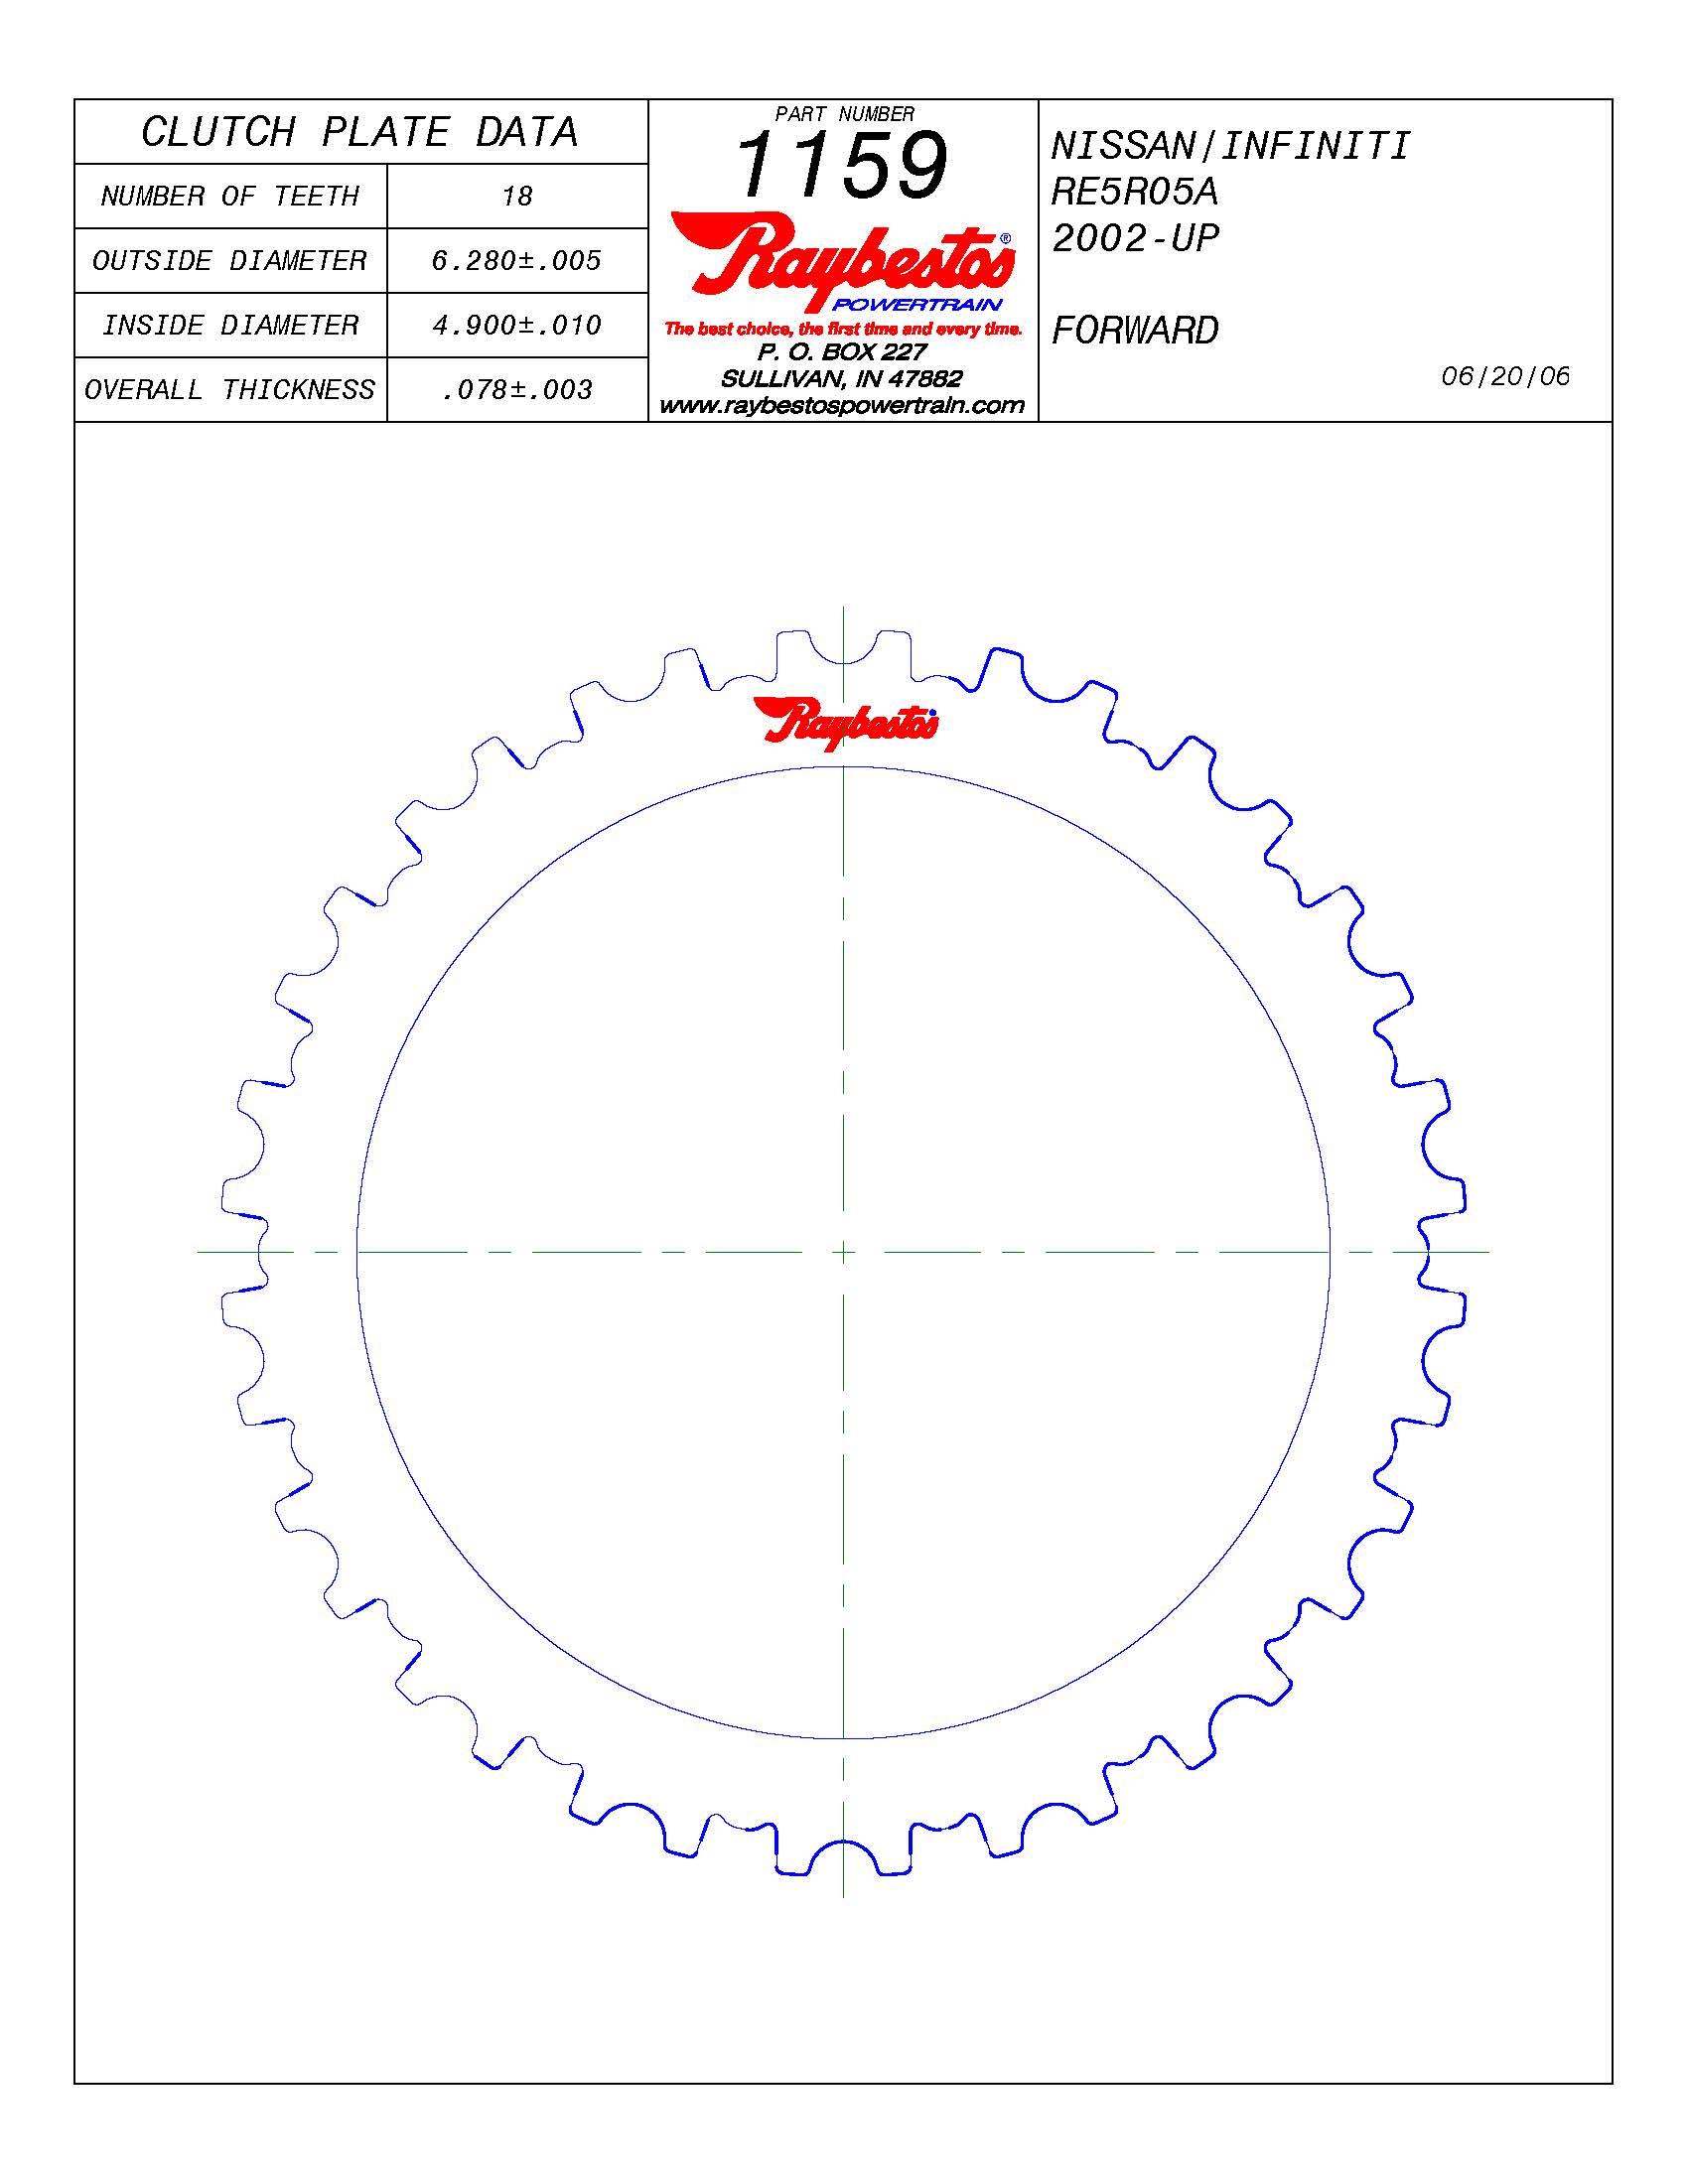 CLUTCH PLATE DATA
NUMBER OF TEETH 18
OUTSIDE DIAMETER 6.280±.005
INSIDE DIAMETER 4.900±.010
OVERALL THICKNESS .078±.003
PART NUMBER
1159
Raybestos®
POWERTRAIN
The best choice, the first time and every time.
P. O. BOX 227
SULLIVAN, IN 47882
www.raybestospowertrain.com
NISSAN/INFINITI
RE5R05A
2002-UP
FORWARD
06/20/06
Raybestos